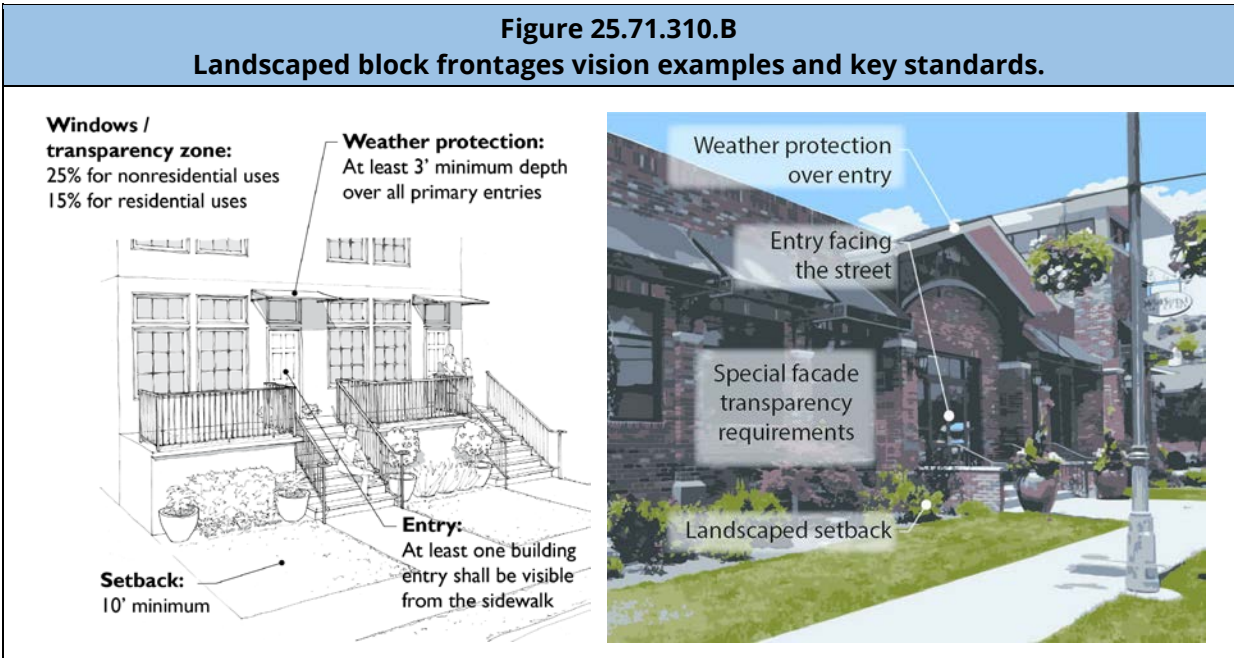 Figure 25.71.310.B
Landscaped block frontages vision examples and key standards.
Windows /
transparency zone:
25% for nonresidential uses
15% for residential uses
Weather protection:
At least 3' minimum depth
over all primary entries
Setback:
10' minimum
Entry:
At least one building
entry shall be visible
from the sidewalk
Weather protection
over entry
Entry facing
the street
Special facade
transparency
requirements
Landscaped setback